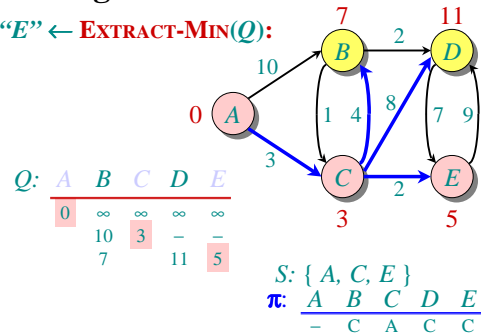 “E” ← EXTRACT-MIN(Q):
7 11
B 2 D
10
A 0
1 4 8 7 9
3
C 2 E
3 5
Q: A B C D E
0 ∞ ∞ ∞ ∞
10 3 – –
7 11 5
S: { A, C, E }
π: A B C D E
– C A C C